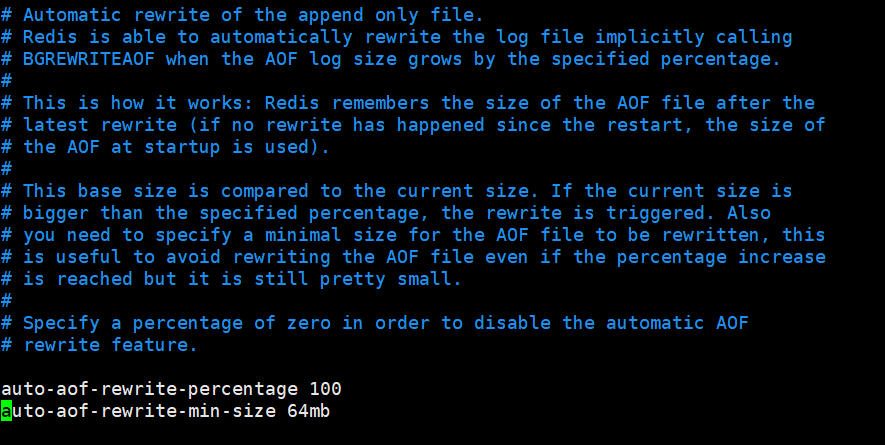 # Automatic rewrite of the append only file.
# Redis is able to automatically rewrite the log file implicitly calling
# BGREWRITEAOF when the AOF log size grows by the specified percentage.
#
# This is how it works: Redis remembers the size of the AOF file after the
# latest rewrite (if no rewrite has happened since the restart, the size of
# the AOF at startup is used).
#
# This base size is compared to the current size. If the current size is
# bigger than the specified percentage, the rewrite is triggered. Also
# you need to specify a minimal size for the AOF file to be rewritten, this
# is useful to avoid rewriting the AOF file even if the percentage increase
# is reached but it is still pretty small.
#
# Specify a percentage of zero in order to disable the automatic AOF
# rewrite feature.
auto-aof-rewrite-percentage 100
auto-aof-rewrite-min-size 64mb